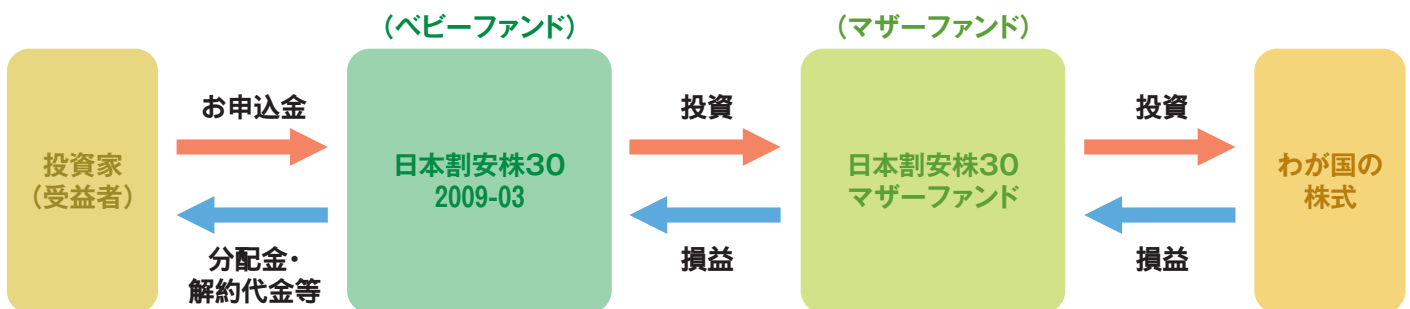 (ベビーファンド)
(マザーファンド)
投資家
(受益者)
お申込金
分配金・
解約代金等
日本割安株30
2009-03
投資
損益
日本割安株30
マザーファンド
投資
損益
わが国の
株式